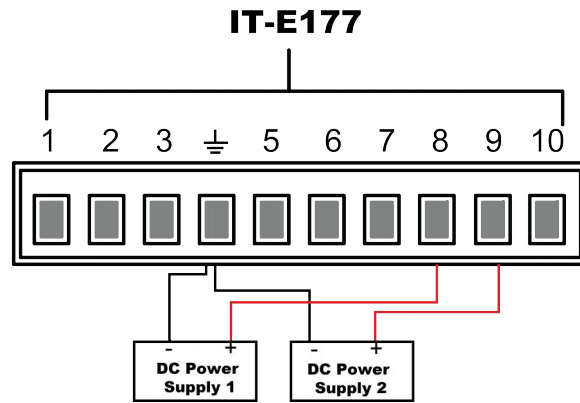 IT-E177
1 2 3 5 6 7 8 9 10
- + - +
DC Power DC Power
Supply 1 Supply 2